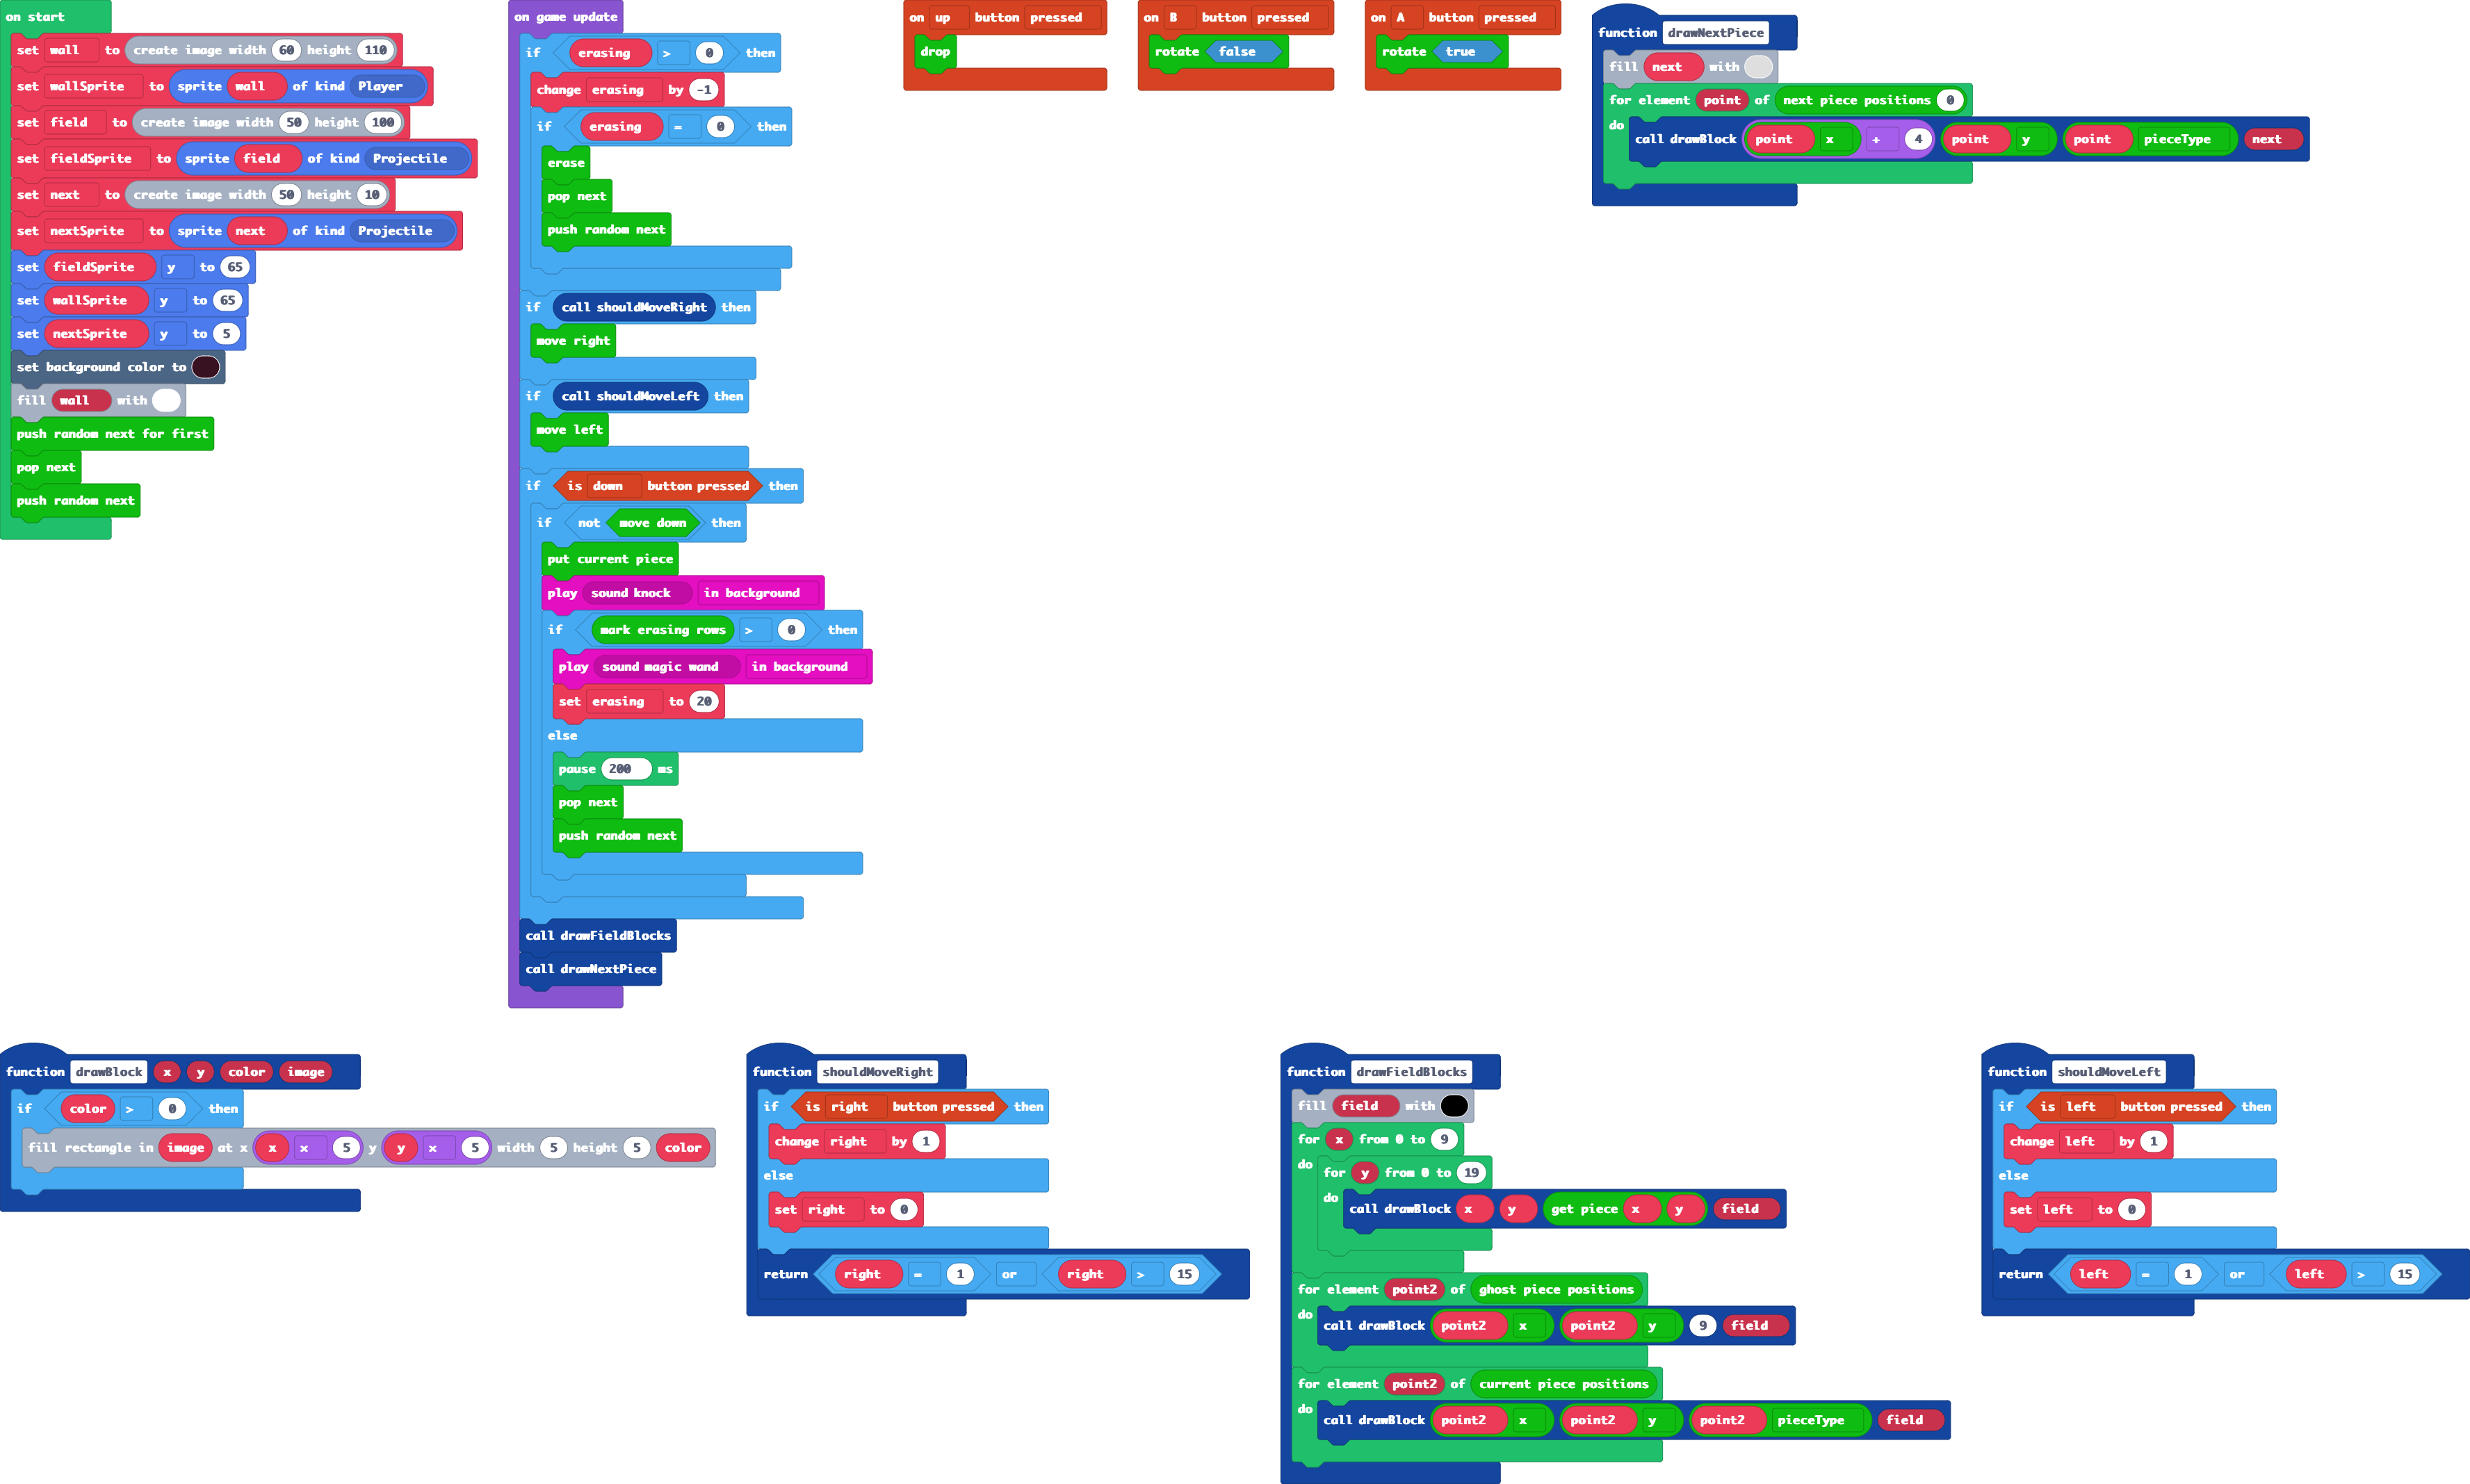 on start
set wall to create image width 60 height 110
set wallSprite to sprite wall of kind Player
set field to create image width 50 height 100
set fieldSprite to sprite field of kind Projectile
set next to create image width 50 height 10
set nextSprite to sprite next of kind Projectile
set fieldSprite y to 65
set wallSprite y to 65
set nextSprite y to 5
set background color to
fill wall with
push random next for first
pop next
push random next
on game update
if erasing > 0 then
change erasing by -1
if erasing = 0 then
erase
pop next
push random next
if call shouldMoveRight then
move right
if call shouldMoveLeft then
move left
if is down button pressed then
if not move down then
put current piece
play sound knock in background
if mark erasing rows > 0 then
play sound magic wand in background
set erasing to 20
else
pause 200 ms
pop next
push random next
call drawFieldBlocks
call drawNextPiece
on up button pressed
drop
on B button pressed
rotate false
on A button pressed
rotate true
function drawNextPiece
fill next with
for element point of next piece positions 0
do call drawBlock point x + 4 point y point pieceType next
function drawBlock x y color image
if color > 0 then
fill rectangle in image at x x x 5 y y x 5 width 5 height 5 color
function shouldMoveRight
if is right button pressed then
change right by 1
else
set right to 0
return right = 1 or right > 15
function drawFieldBlocks
fill field with
for x from 0 to 9
do for y from 0 to 19
do call drawBlock x y get piece x y field
for element point2 of ghost piece positions
do call drawBlock point2 x point2 y 9 field
for element point2 of current piece positions
do call drawBlock point2 x point2 y point2 pieceType field
function shouldMoveLeft
if is left button pressed then
change left by 1
else
set left to 0
return left = 1 or left > 15